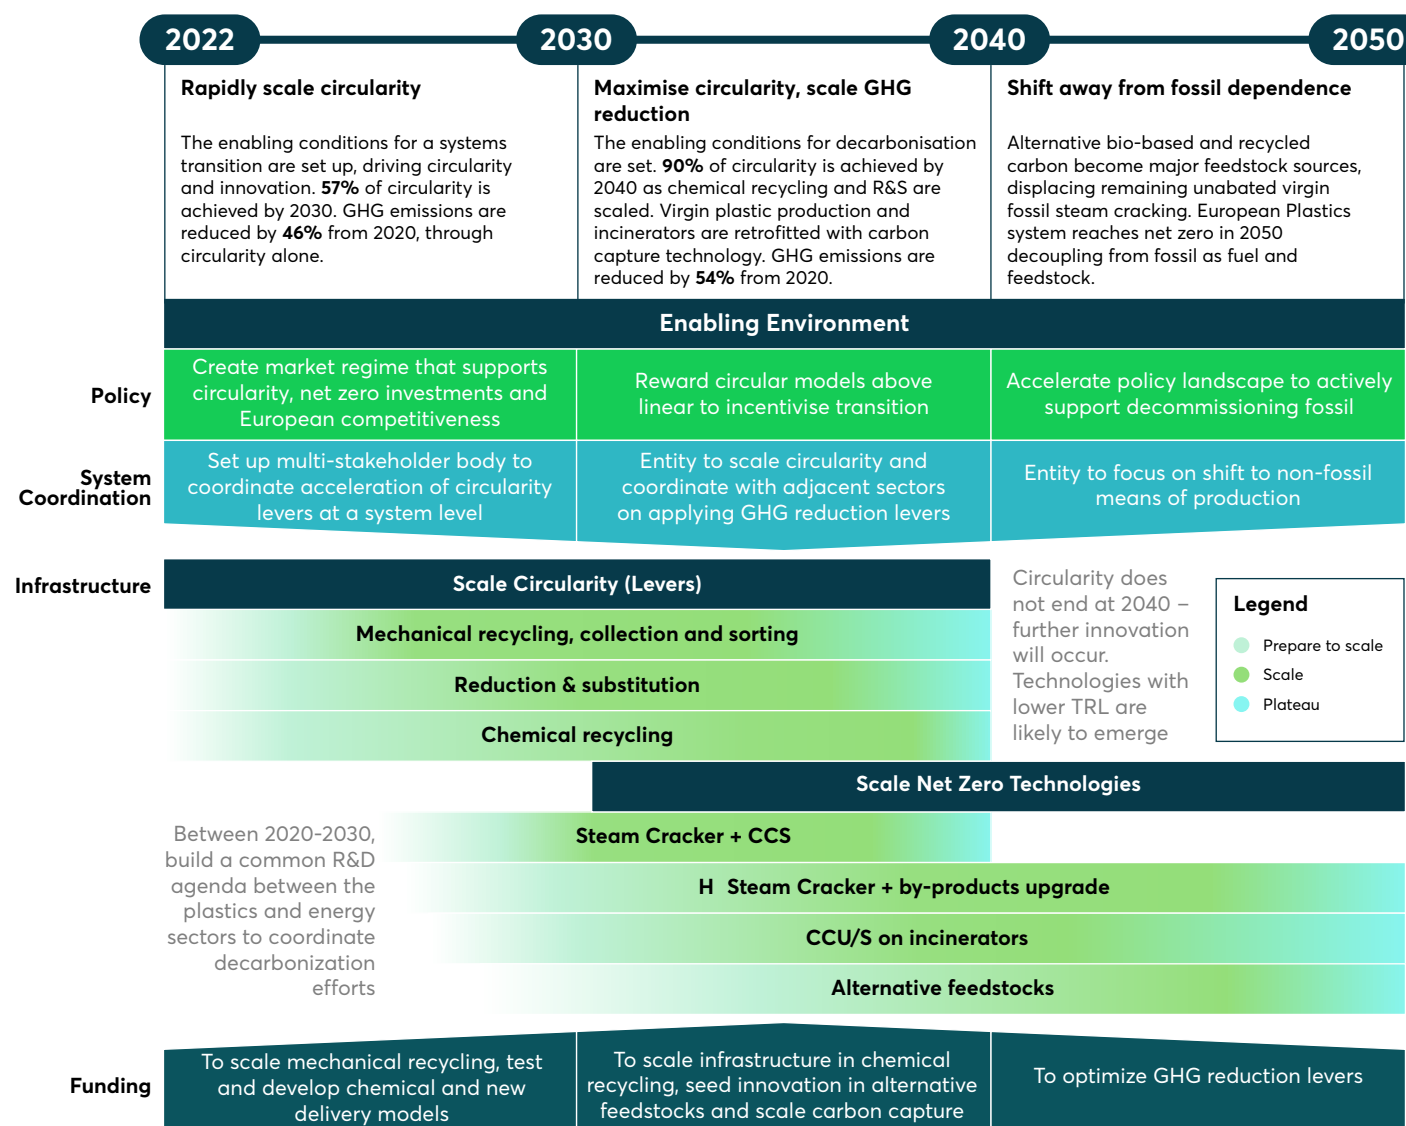 2022
2030
2040
2050
Rapidly scale circularity
The enabling conditions for a systems
transition are set up, driving circularity
and innovation. 57% of circularity is
achieved by 2030. GHG emissions are
reduced by 46% from 2020, through
circularity alone.
Maximise circularity, scale GHG
reduction
The enabling conditions for decarbonisation
are set. 90% of circularity is achieved by
2040 as chemical recycling and R&S are
scaled. Virgin plastic production and
incinerators are retrofitted with carbon
capture technology. GHG emissions are
reduced by 54% from 2020.
Shift away from fossil dependence
Alternative bio-based and recycled
carbon become major feedstock sources,
displacing remaining unabated virgin
fossil steam cracking. European Plastics
system reaches net zero in 2050
decoupling from fossil as fuel and
feedstock.
Enabling Environment
Policy
Create market regime that supports
circularity, net zero investments and
European competitiveness
Reward circular models above
linear to incentivise transition
Accelerate policy landscape to actively
support decommissioning fossil
System
Coordination
Set up multi-stakeholder body to
coordinate acceleration of circularity
levers at a system level
Entity to scale circularity and
coordinate with adjacent sectors
on applying GHG reduction levers
Entity to focus on shift to non-fossil
means of production
Infrastructure
Scale Circularity (Levers)
Mechanical recycling, collection and sorting
Reduction & substitution
Chemical recycling
Circularity does
not end at 2040 –
further innovation
will occur.
Technologies with
lower TRL are
likely to emerge
Legend
Prepare to scale
Scale
Plateau
Scale Net Zero Technologies
Between 2020-2030,
build a common R&D
agenda between the
plastics and energy
sectors to coordinate
decarbonization
efforts
Steam Cracker + CCS
H Steam Cracker + by-products upgrade
CCU/S on incinerators
Alternative feedstocks
Funding
To scale mechanical recycling, test
and develop chemical and new
delivery models
To scale infrastructure in chemical
recycling, seed innovation in alternative
feedstocks and scale carbon capture
To optimize GHG reduction levers